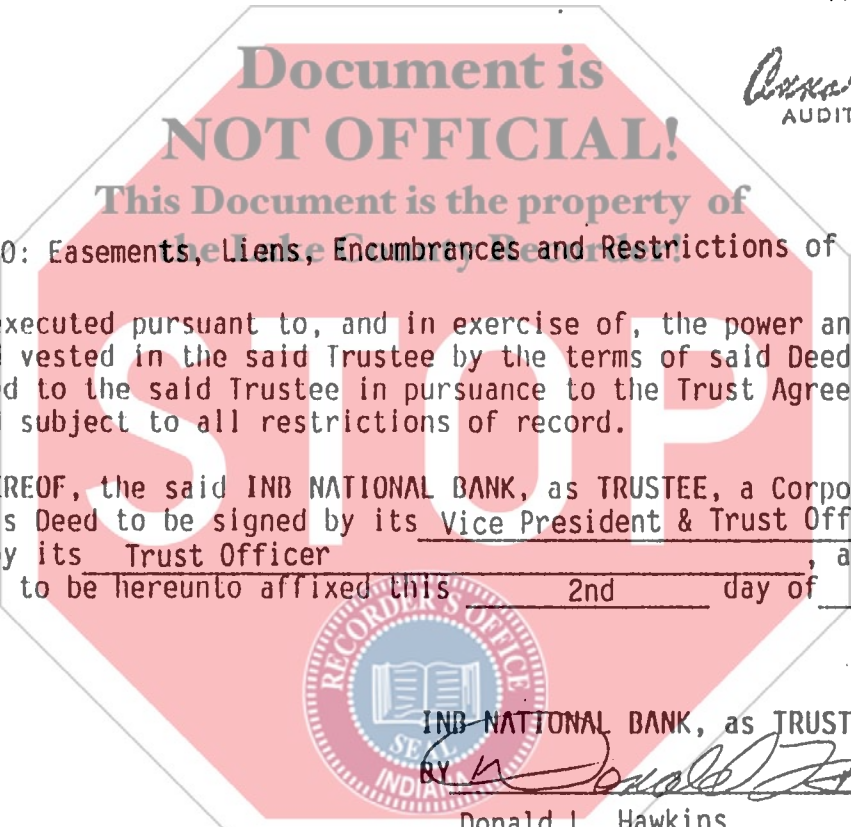 Document is
NOT OFFICIAL!
AUDIT
This Document is the property of
the Lake County Recorder!
O: Easements, Liens, Encumbrances and Restrictions of
xecuted pursuant to, and in exercise of, the power an
vested in the said Trustee by the terms of said Deed
d to the said Trustee in pursuance to the Trust Agree
subject to all restrictions of record.
STOP
REOF, the said INB NATIONAL BANK, as TRUSTEE, a Corpo
s Deed to be signed by its Vice President & Trust Off
y its Trust Officer, a
to be hereunto affixed this 2nd day of
RECORDER'S OFFICE
SEAL
INDIANA
INB NATIONAL BANK, as TRUST
BY
Donald L. Hawkins